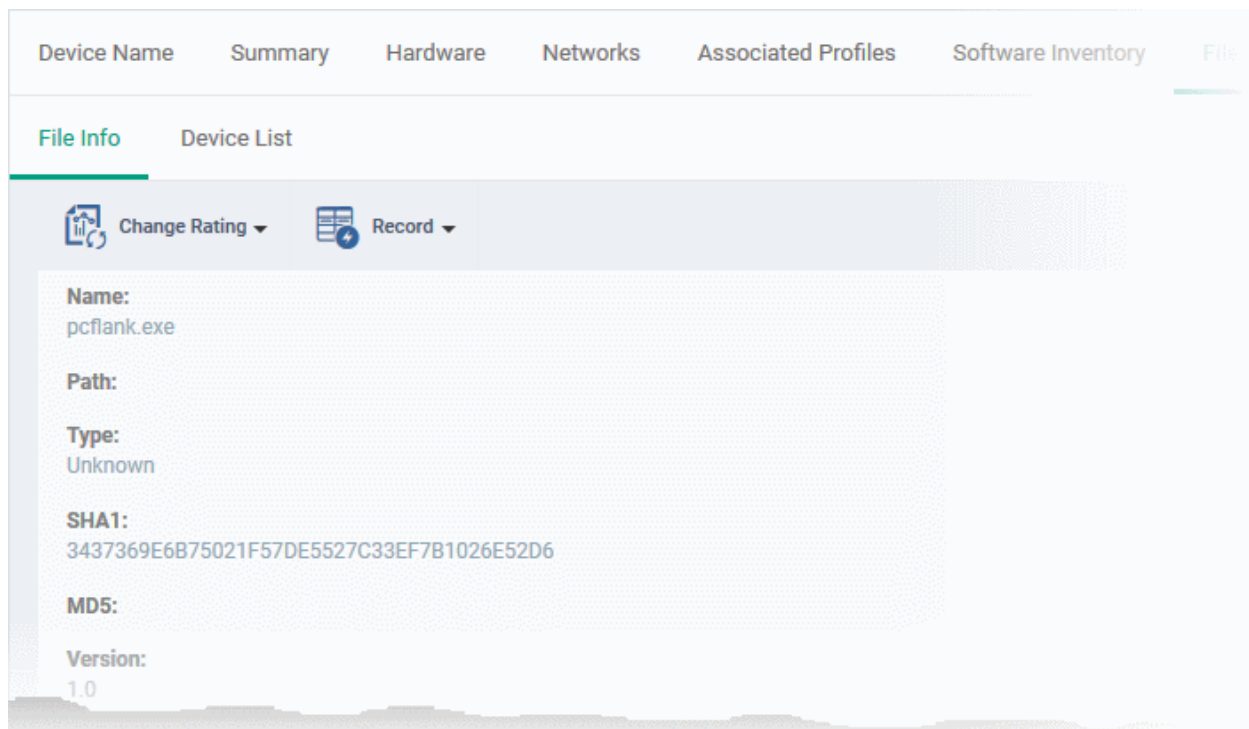 Device Name Summary Hardware Networks Associated Profiles Software Inventory File
File Info Device List
Change Rating Record
Name:
pcflank.exe
Path:
Type:
Unknown
SHA1:
3437369E6B75021F57DE5527C33EF7B1026E52D6
MD5:
Version:
1.0